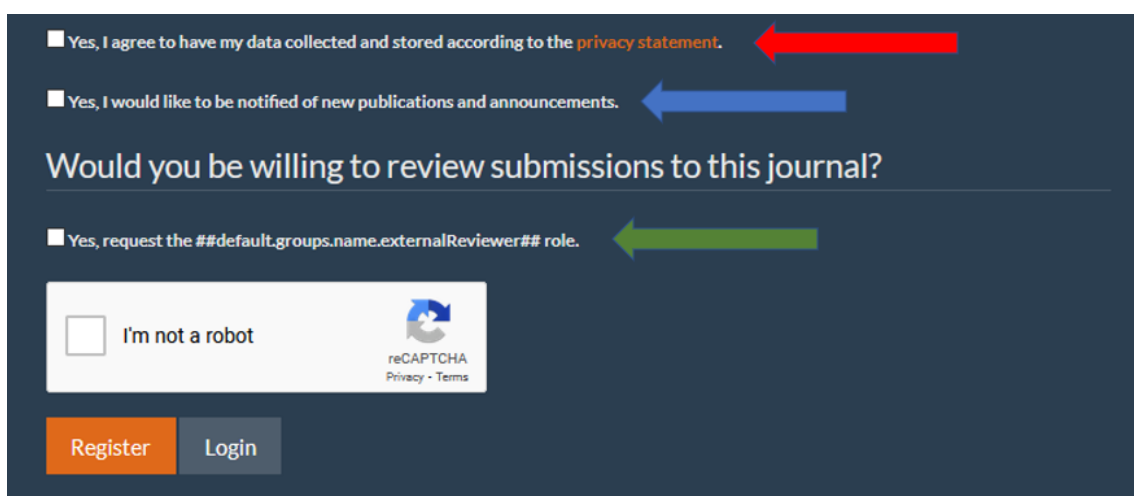 Yes, I agree to have my data collected and stored according to the privacy statement.
Yes, I would like to be notified of new publications and announcements.
Would you be willing to review submissions to this journal?
Yes, request the ##default.groups.name.externalReviewer## role.
I'm not a robot
reCAPTCHA
Privacy - Terms
Register
Login